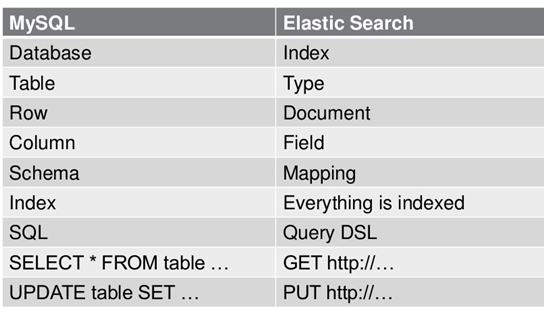 MySQL Elastic Search
Database Index
Table Type
Row Document
Column Field
Schema Mapping
Index Everything is indexed
SQL Query DSL
SELECT * FROM table … GET http://…
UPDATE table SET … PUT http://…